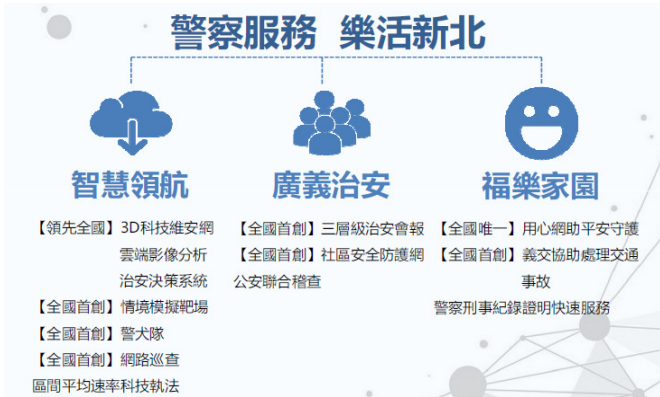 警察服務 樂活新北
智慧領航
【領先全國】3D科技維安網
雲端影像分析
治安決策系統
【全國首創】情境模擬靶場
【全國首創】警犬隊
【全國首創】網路巡查
區間平均速率科技執法
廣義治安
【全國首創】三層級治安會報
【全國首創】社區安全防護網
公安聯合稽查
福樂家園
【全國唯一】用心網助平安守護
【全國首創】義交協助處理交通
事故
警察刑事紀錄證明快速服務